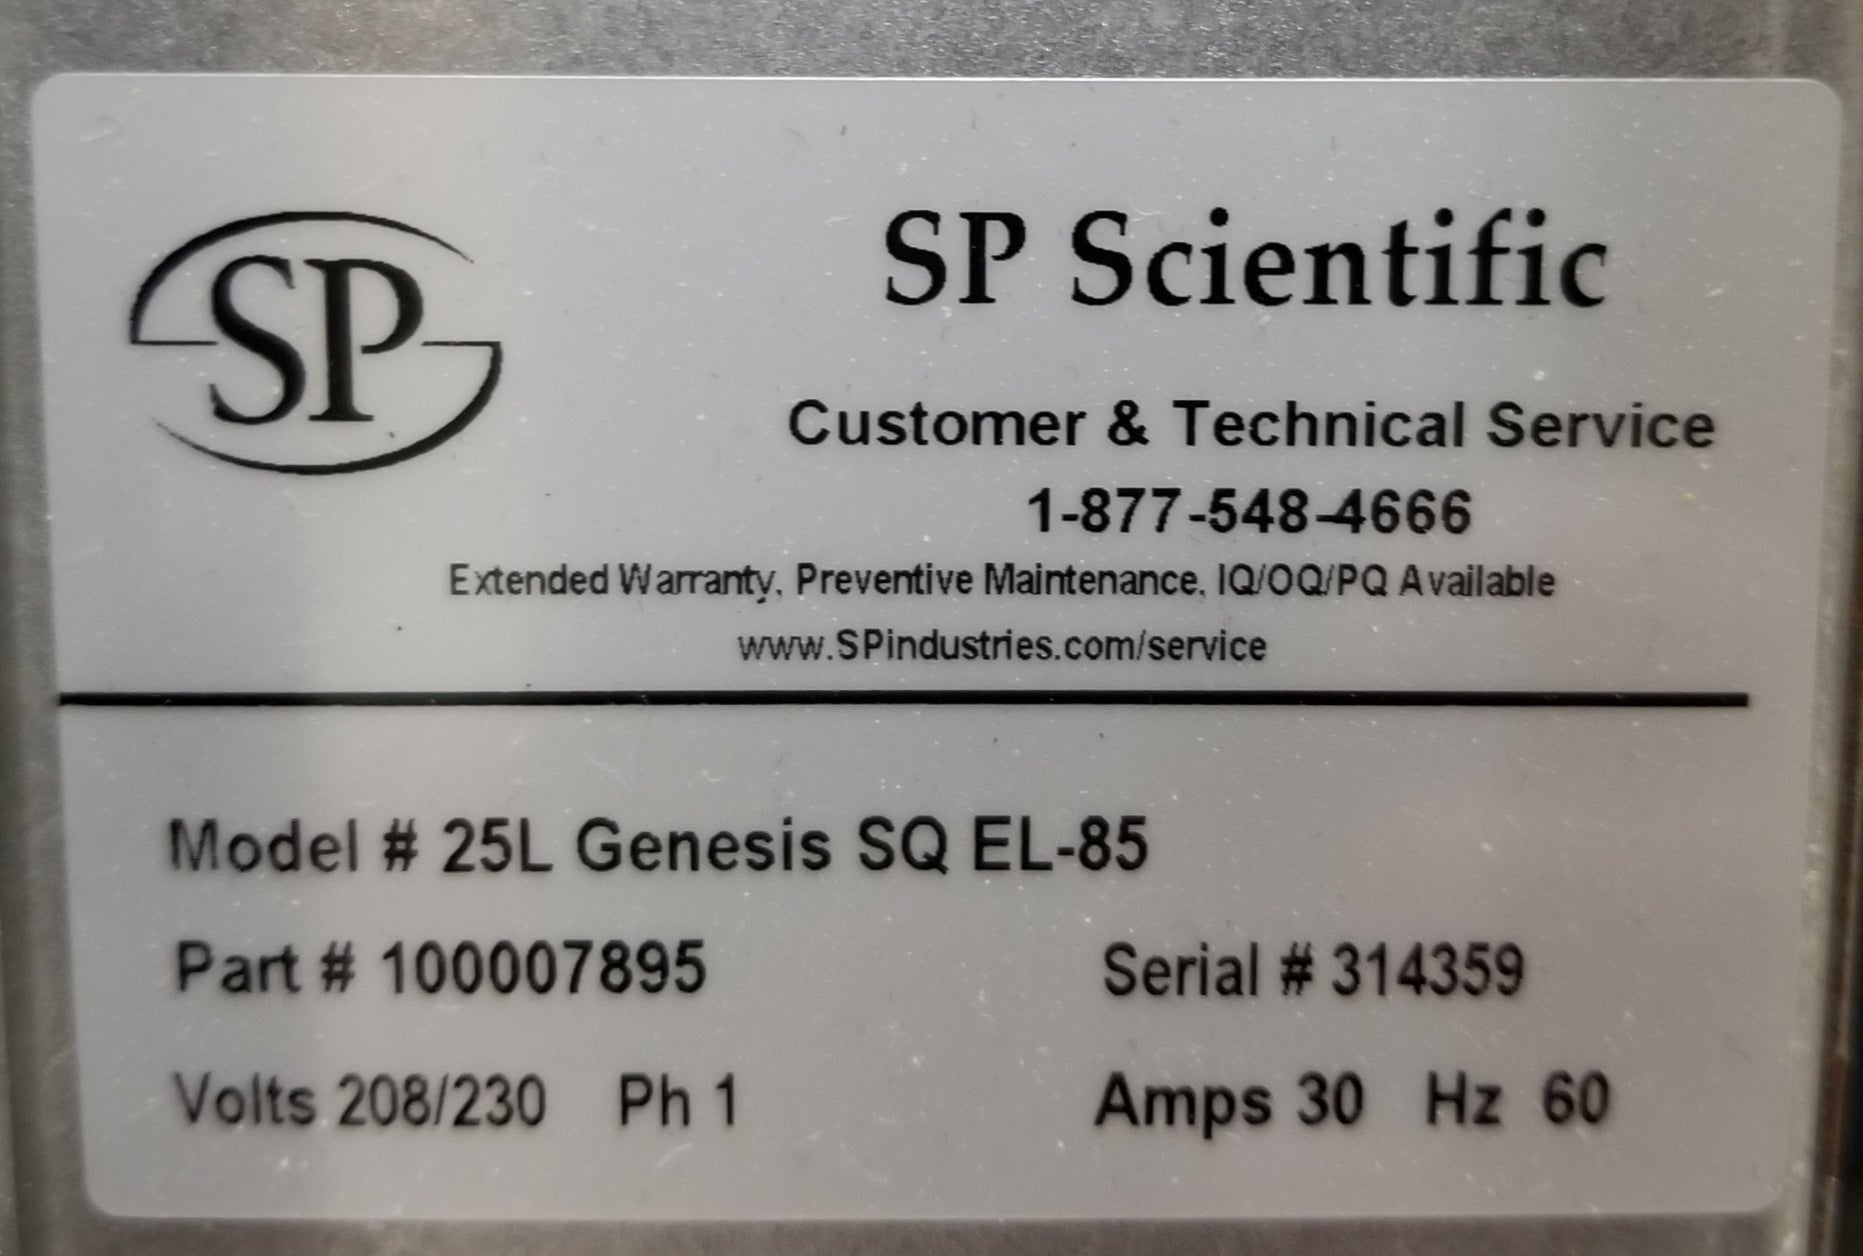 SP
SP Scientific
Customer & Technical Service
1-877-548-4666
Extended Warranty, Preventive Maintenance, IQ/OQ/PQ Available
www.SPindustries.com/service
Model # 25L Genesis SQ EL-85
Part # 100007895 Serial # 314359
Volts 208/230 Ph 1 Amps 30 Hz 60